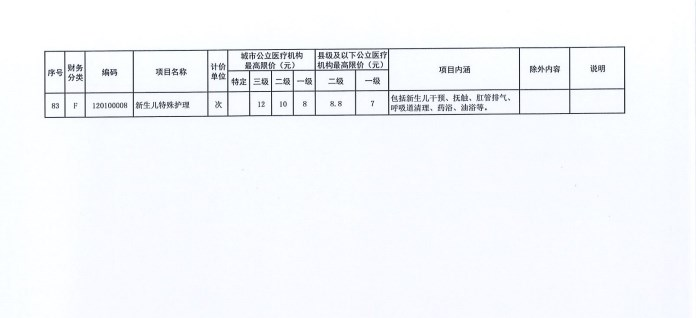 序号 财务分类 编码 项目名称 计价单位 城市公立医疗机构最高限价（元） 县级及以下公立医疗机构最高限价（元） 项目内涵 除外内容 说明
特定 三级 二级 一级 二级 一级
83 F 120100008 新生儿特殊护理 次 12 10 8 8.8 7 包括新生儿干预、抚触、肛管排气、
呼吸道清理、药浴、油浴等。